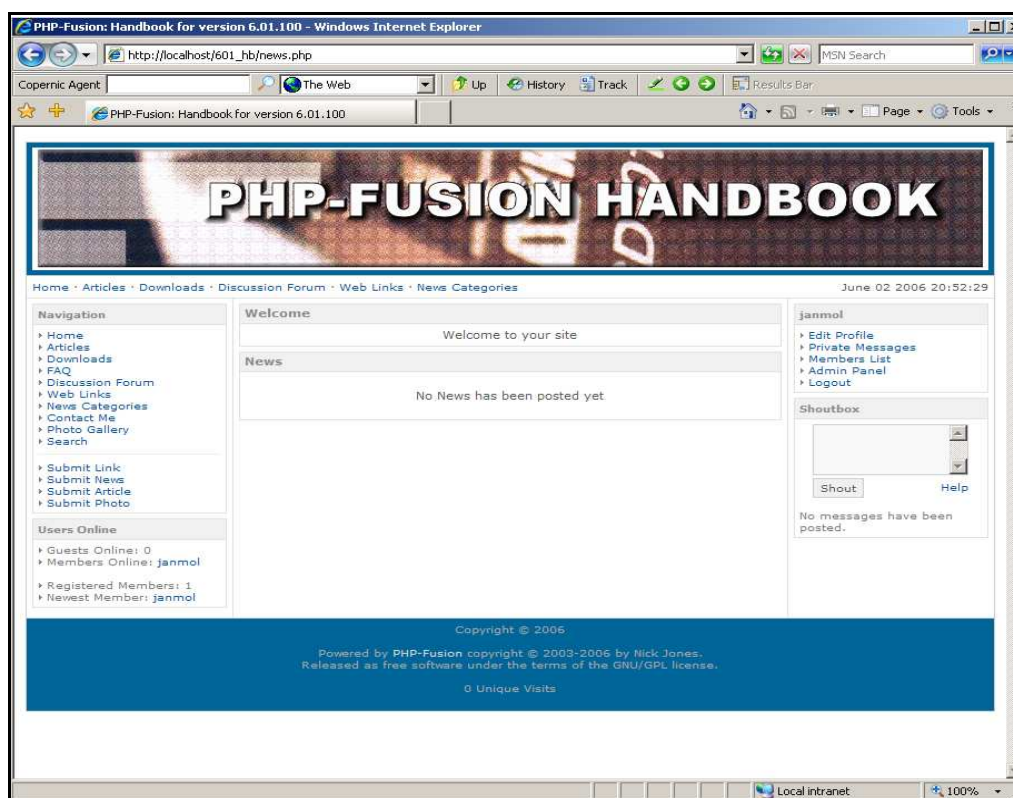 PHP-Fusion: Handbook for version 6.01.100 - Windows Internet Explorer
http://localhost/601_hb/news.php
MSN Search
Copernic Agent
The Web
Up
History
Track
Results Bar
PHP-Fusion: Handbook for version 6.01.100
Page
Tools
PHP-FUSION HANDBOOK
Home · Articles · Downloads · Discussion Forum · Web Links · News Categories
June 02 2006 20:52:29
Navigation
Home
Articles
Downloads
FAQ
Discussion Forum
Web Links
News Categories
Contact Me
Photo Gallery
Search
Submit Link
Submit News
Submit Article
Submit Photo
Users Online
Guests Online: 0
Members Online: janmol
Registered Members: 1
Newest Member: janmol
Welcome
Welcome to your site
News
No News has been posted yet
janmol
Edit Profile
Private Messages
Members List
Admin Panel
Logout
Shoutbox
Shout
Help
No messages have been
posted.
Copyright © 2006
Powered by PHP-Fusion copyright © 2003-2006 by Nick Jones.
Released as free software under the terms of the GNU/GPL license.
0 Unique Visits
Local intranet
100%